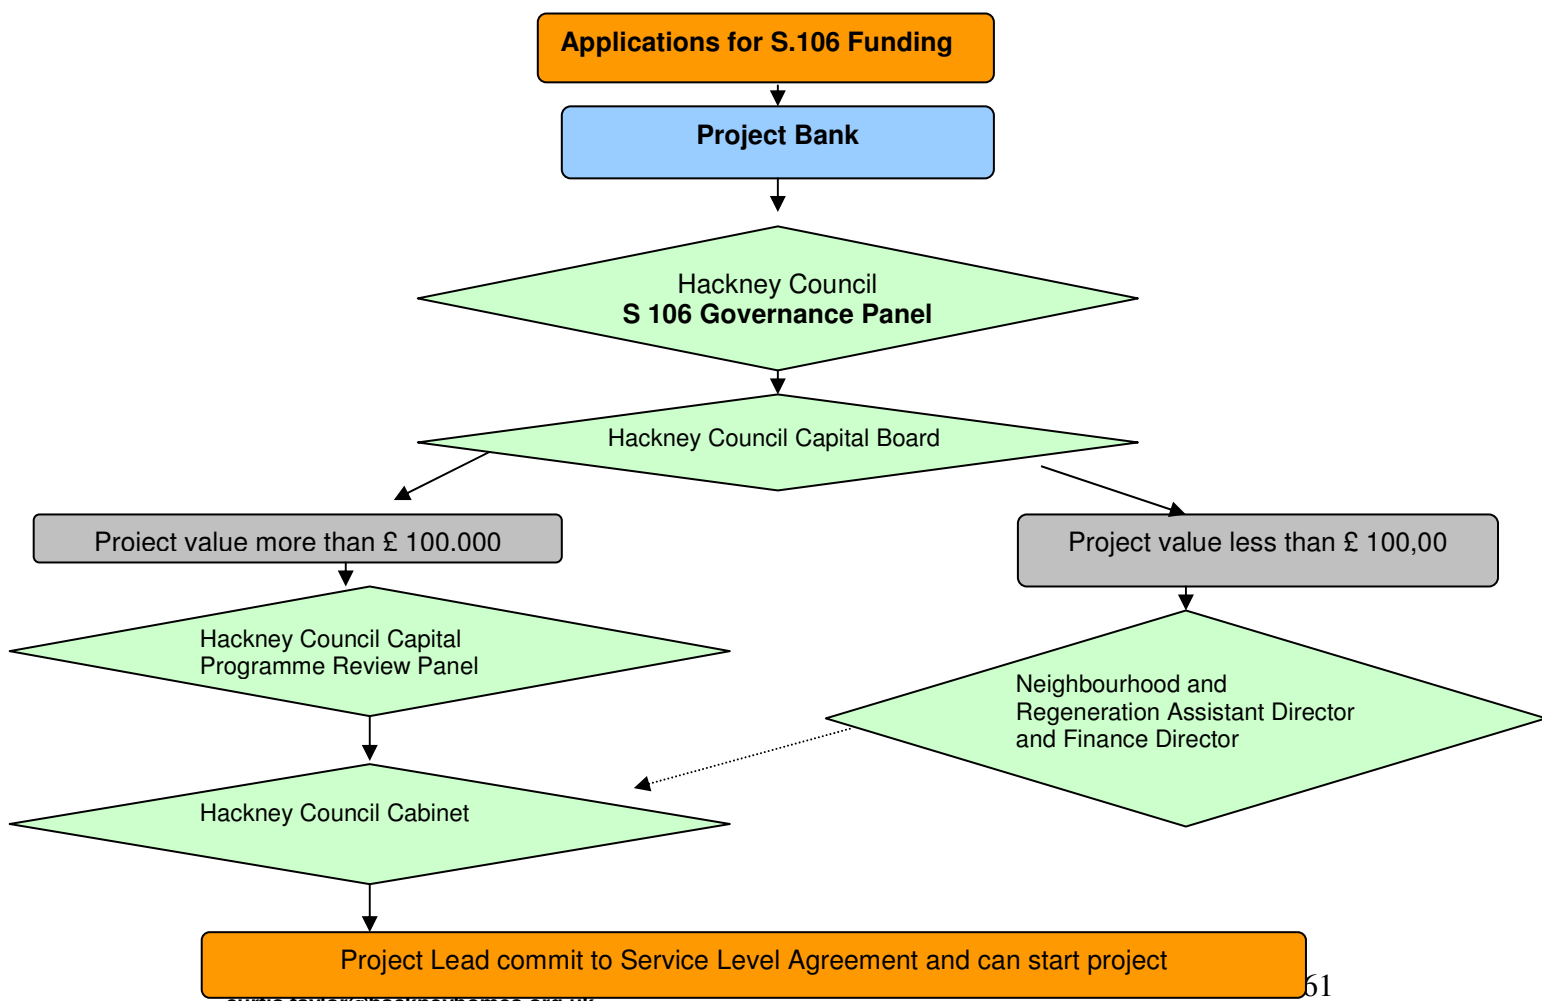 Applications for S.106 Funding
Project Bank
Hackney Council
S 106 Governance Panel
Hackney Council Capital Board
Project value more than £ 100.000
Project value less than £ 100,00
Hackney Council Capital
Programme Review Panel
Neighbourhood and
Regeneration Assistant Director
and Finance Director
Hackney Council Cabinet
Project Lead commit to Service Level Agreement and can start project
61